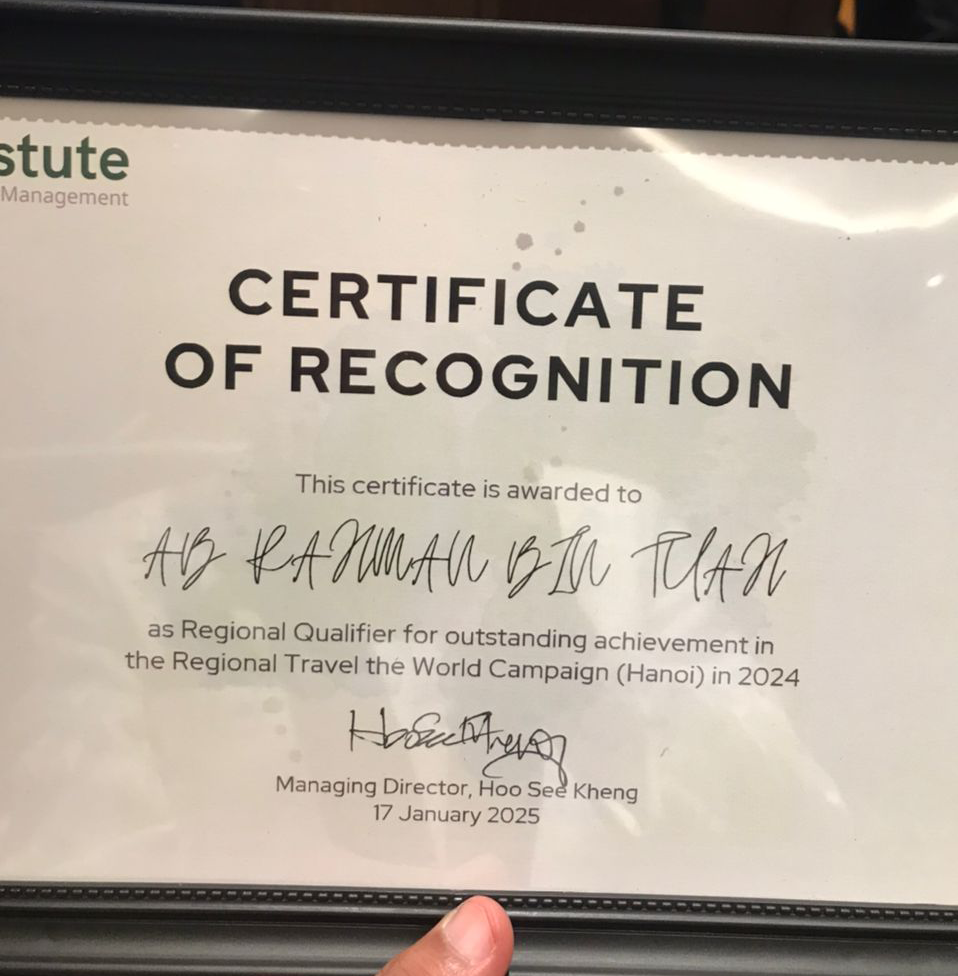 stute
Management
CERTIFICATE
OF RECOGNITION
This certificate is awarded to
AB RAHMAN BIN TUAH
as Regional Qualifier for outstanding achievement in
the Regional Travel the World Campaign (Hanoi) in 2024
Managing Director, Hoo See Kheng
17 January 2025